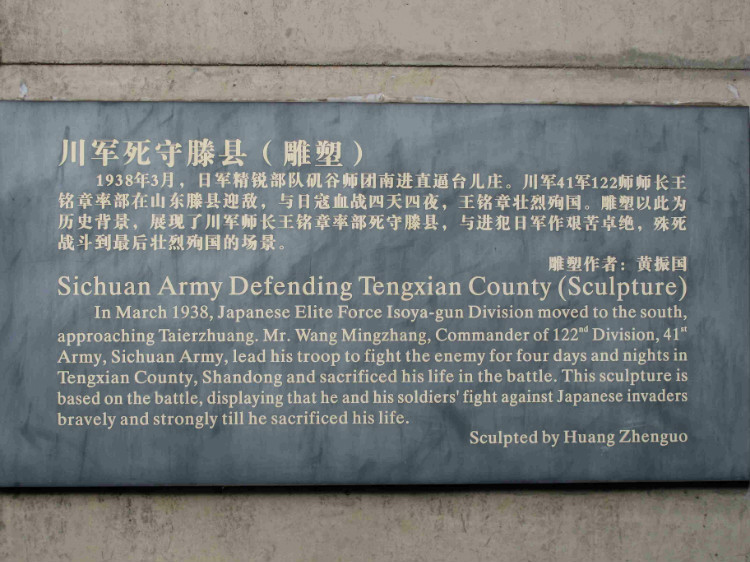 川军死守滕县（雕塑）
1938年3月，日军精锐部队矶谷师团南进直逼台儿庄。川军41军122师师长王
铭章率部在山东滕县迎敌，与日寇血战四天四夜，王铭章壮烈殉国。雕塑以此为
历史背景，展现了川军师长王铭章率部死守滕县，与进犯日军作艰苦卓绝，殊死
战斗到最后壮烈殉国的场景。
雕塑作者：黄振国
Sichuan Army Defending Tengxian County (Sculpture)
In March 1938, Japanese Elite Force Isoya-gun Division moved to the south,
approaching Taierzhuang. Mr. Wang Mingzhang, Commander of 122nd Division, 41st
Army, Sichuan Army, lead his troop to fight the enemy for four days and nights in
Tengxian County, Shandong and sacrificed his life in the battle. This sculpture is
based on the battle, displaying that he and his soldiers' fight against Japanese invaders
bravely and strongly till he sacrificed his life.
Sculpted by Huang Zhenguo